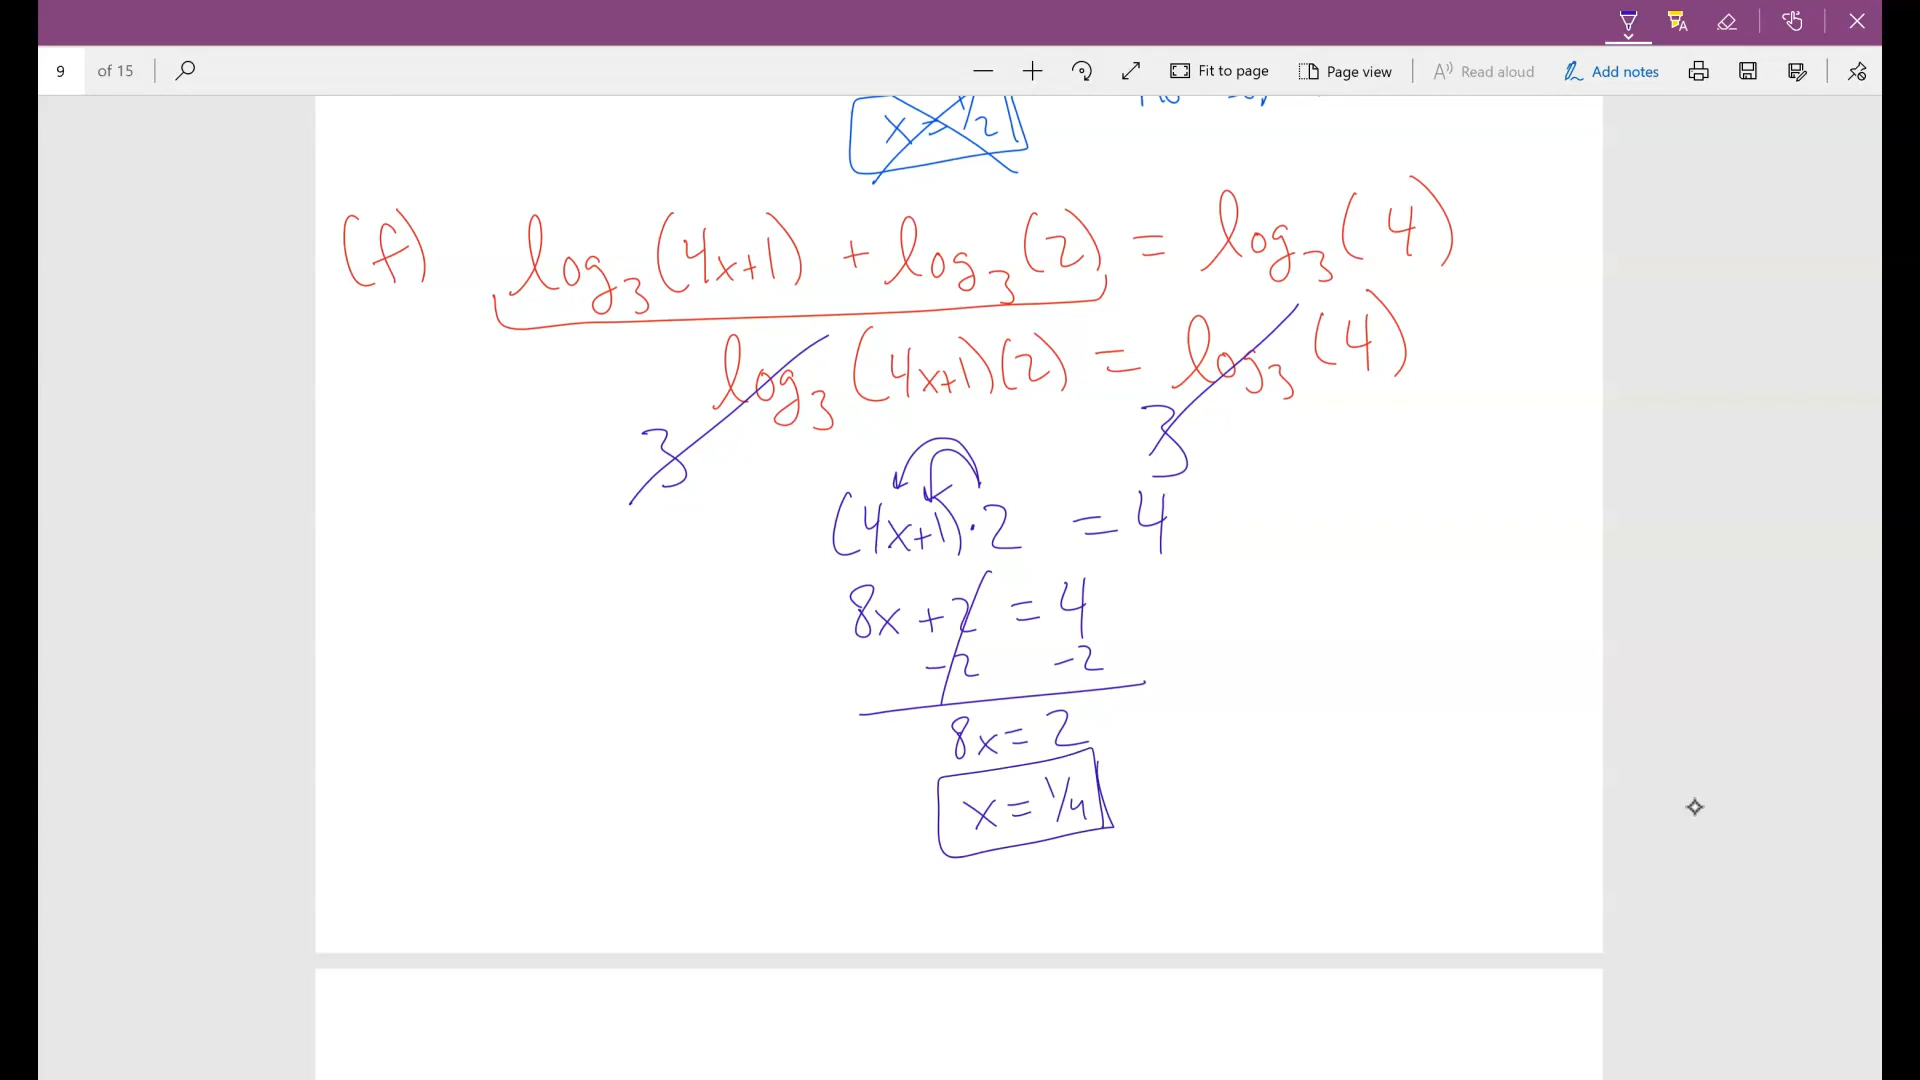 9 of 15 Fit to page Page view Read aloud Add notes
x = 1/2
(f) log₃(4x+1) + log₃(2) = log₃(4)
log₃(4x+1)(2) = log₃(4)
3 3
(4x+1)·2 = 4
8x + 2 = 4
-2 -2
8x = 2
x = 1/4